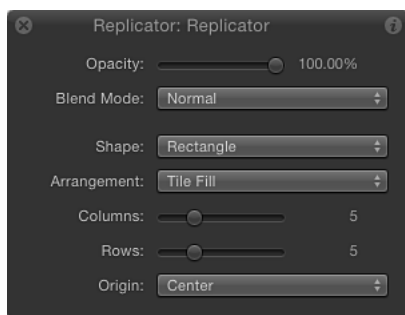 Replicator: Replicator
Opacity: 100.00%
Blend Mode: Normal
Shape: Rectangle
Arrangement: Tile Fill
Columns: 5
Rows: 5
Origin: Center